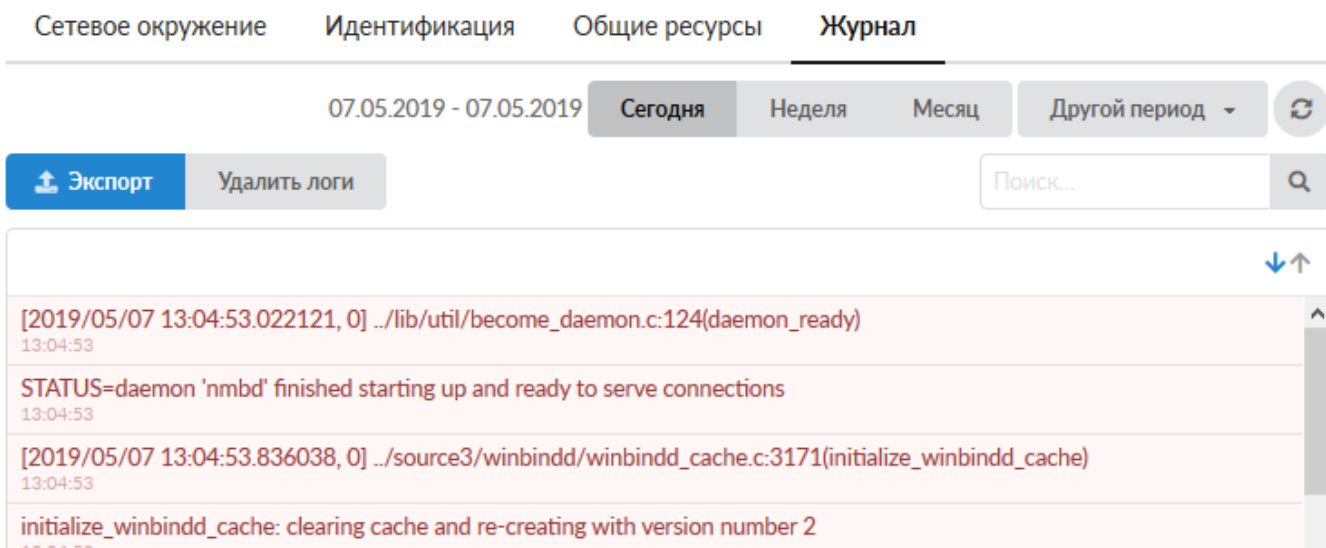 Сетевое окружение Идентификация Общие ресурсы Журнал
07.05.2019 - 07.05.2019 Сегодня Неделя Месяц Другой период
Экспорт Удалить логи Поиск...
[2019/05/07 13:04:53.022121, 0] ../lib/util/become_daemon.c:124(daemon_ready)
13:04:53
STATUS=daemon 'nmbd' finished starting up and ready to serve connections
13:04:53
[2019/05/07 13:04:53.836038, 0] ../source3/winbindd/winbindd_cache.c:3171(initialize_winbindd_cache)
13:04:53
initialize_winbindd_cache: clearing cache and re-creating with version number 2